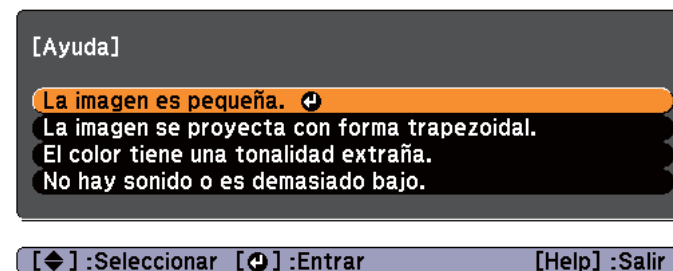 [Ayuda]
La imagen es pequeña.
La imagen se proyecta con forma trapezoidal.
El color tiene una tonalidad extraña.
No hay sonido o es demasiado bajo.
[◆] :Seleccionar [↵] :Entrar [Help] :Salir